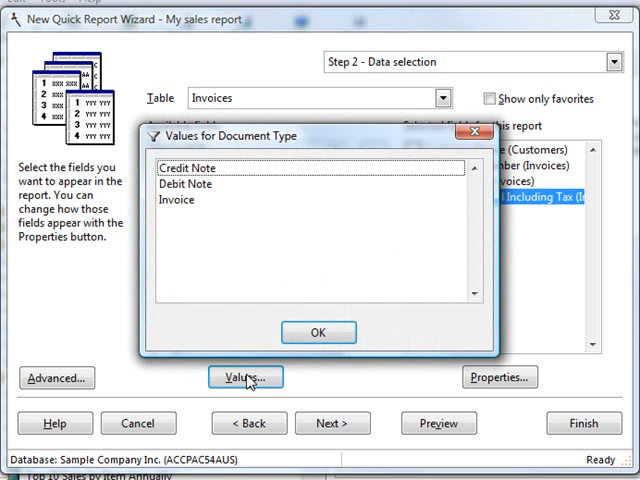 New Quick Report Wizard - My sales report
Step 2 - Data selection
Table
Invoices
Show only favorites
this report
Values for Document Type
Select the fields you
want to appear in the
report. You can
change how those
fields appear with the
Properties button.
Credit Note
Debit Note
Invoice
(Customers)
(Invoices)
Including Tax
OK
Advanced...
Values...
Properties...
Help
Cancel
< Back
Next >
Preview
Finish
Database: Sample Company Inc. (ACCPAC54AUS)
Ready
Top 10 Sales by Item Annually